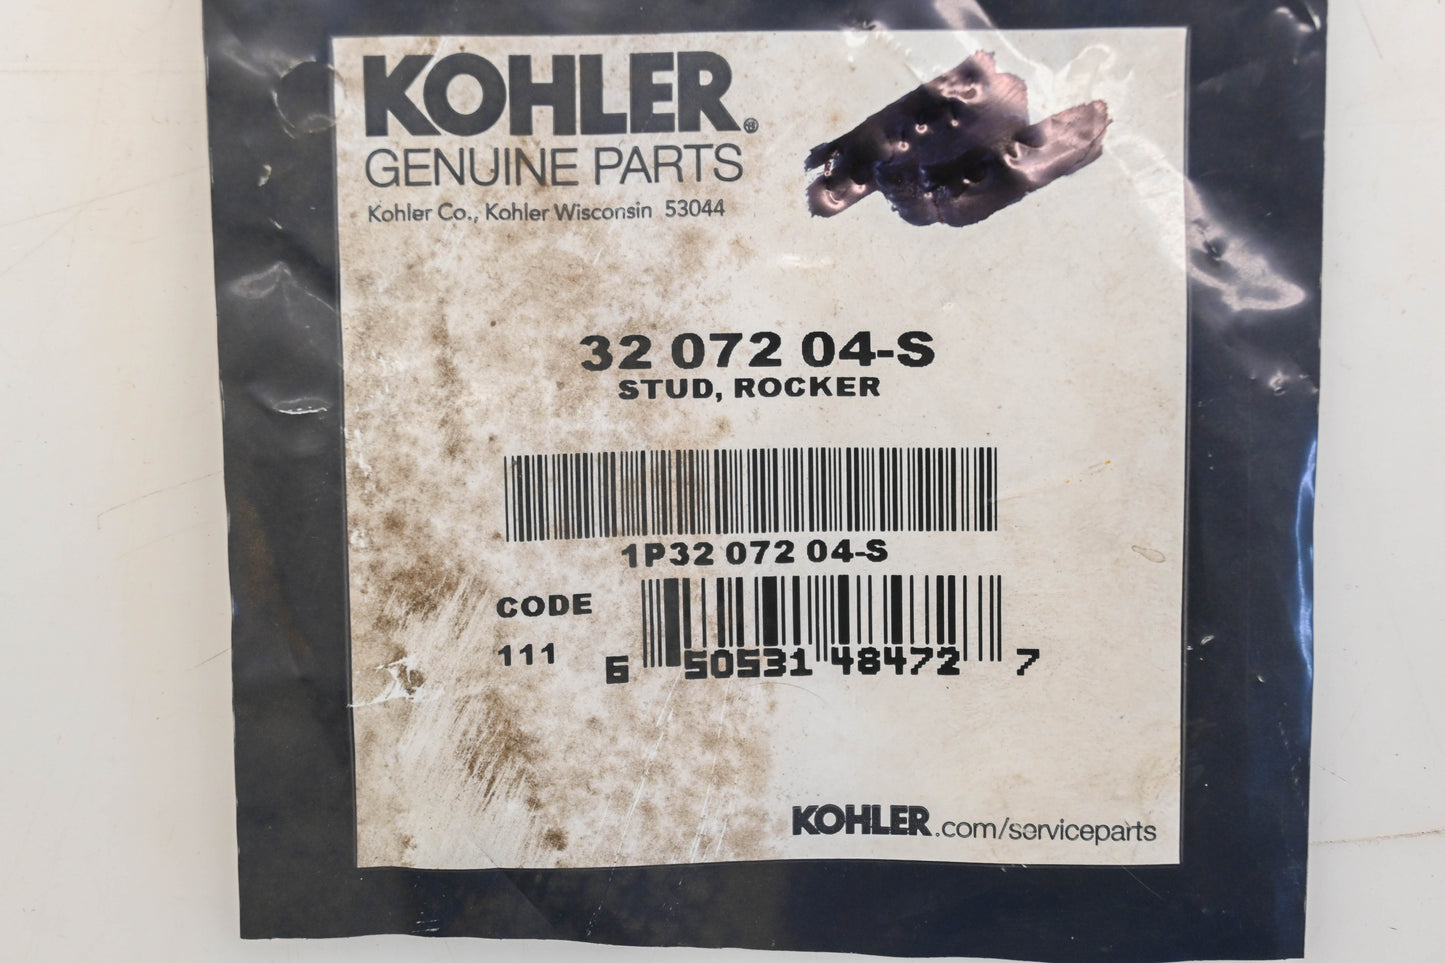 KOHLER®
GENUINE PARTS
Kohler Co., Kohler Wisconsin 53044
32 072 04-S
STUD, ROCKER
1P32 072 04-S
CODE
111
6 50531 48472 7
KOHLER.com/serviceparts